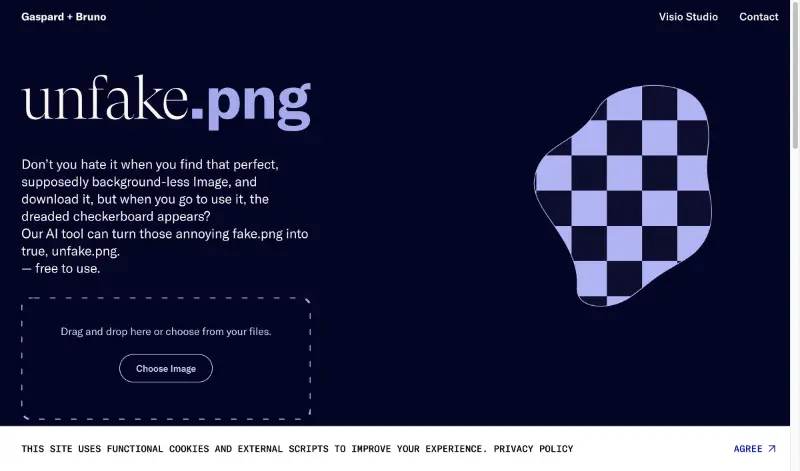 Gaspard + Bruno
Visio Studio
Contact
unfake.png
Don't you hate it when you find that perfect,
supposedly background-less Image, and
download it, but when you go to use it, the
dreaded checkerboard appears?
Our AI tool can turn those annoying fake.png into
true, unfake.png.
— free to use.
Drag and drop here or choose from your files.
Choose Image
THIS SITE USES FUNCTIONAL COOKIES AND EXTERNAL SCRIPTS TO IMPROVE YOUR EXPERIENCE. PRIVACY POLICY
AGREE ↗